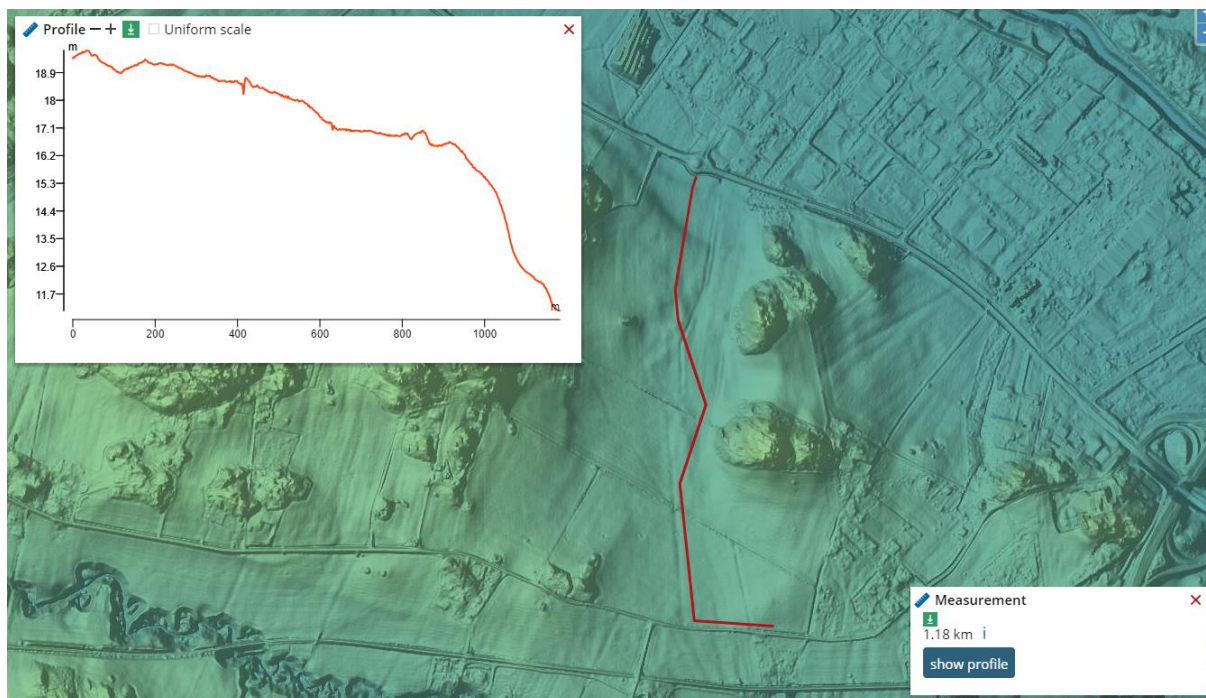 Profile
Uniform scale
m
18.9
18
17.1
16.2
15.3
14.4
13.5
12.6
11.7
m
0 200 400 600 800 1000
Measurement
1.18 km i
show profile